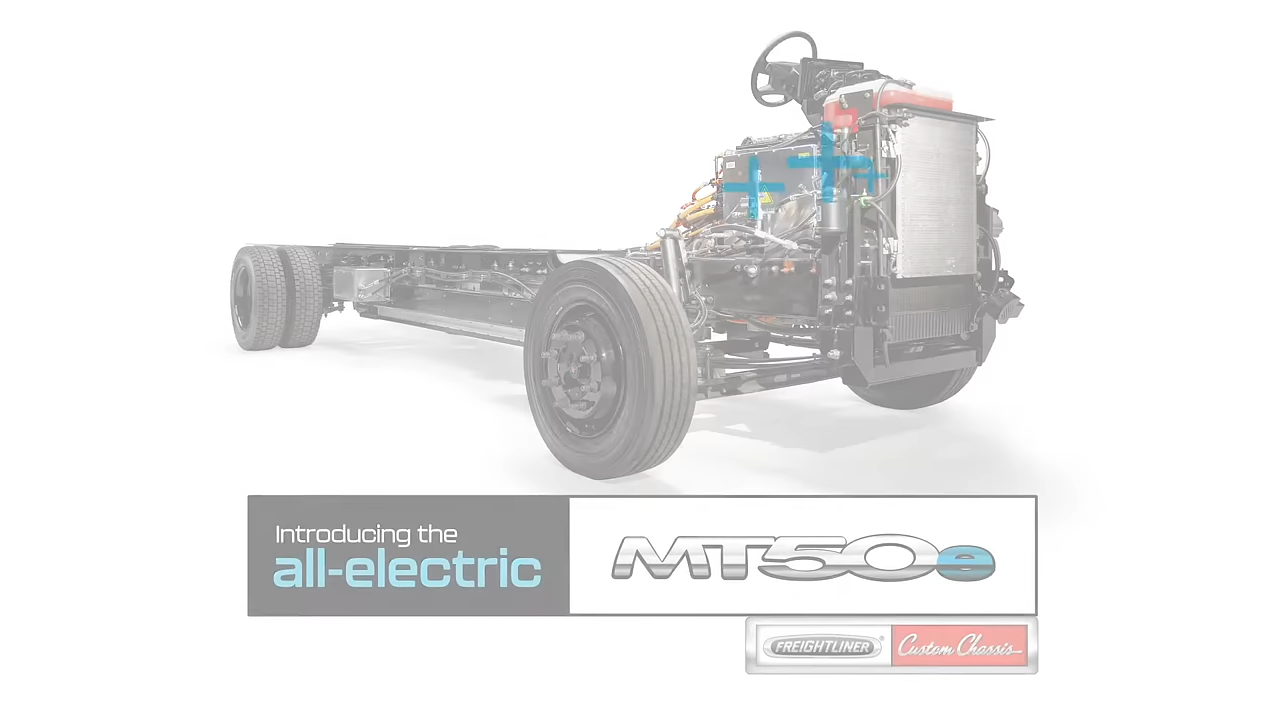 Introducing the
all-electric
MT50e
FREIGHTLINER®
Custom Chassis